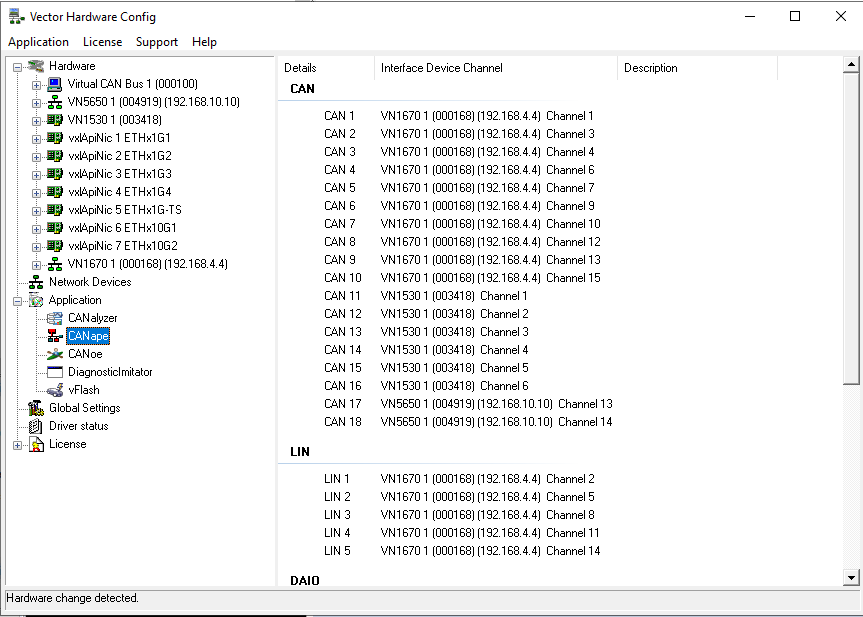 Vector Hardware Config
Application License Support Help
Hardware
Virtual CAN Bus 1 (000100)
VN5650 1 (004919) (192.168.10.10)
VN1530 1 (003418)
vxlApiNic 1 ETHx1G1
vxlApiNic 2 ETHx1G2
vxlApiNic 3 ETHx1G3
vxlApiNic 4 ETHx1G4
vxlApiNic 5 ETHx1G-TS
vxlApiNic 6 ETHx10G1
vxlApiNic 7 ETHx10G2
VN1670 1 (000168) (192.168.4.4)
Network Devices
Application
CANalyzer
CANape
CANoe
DiagnosticImitator
vFlash
Global Settings
Driver status
License
Details Interface Device Channel Description
CAN
CAN 1 VN1670 1 (000168) (192.168.4.4) Channel 1
CAN 2 VN1670 1 (000168) (192.168.4.4) Channel 3
CAN 3 VN1670 1 (000168) (192.168.4.4) Channel 4
CAN 4 VN1670 1 (000168) (192.168.4.4) Channel 6
CAN 5 VN1670 1 (000168) (192.168.4.4) Channel 7
CAN 6 VN1670 1 (000168) (192.168.4.4) Channel 9
CAN 7 VN1670 1 (000168) (192.168.4.4) Channel 10
CAN 8 VN1670 1 (000168) (192.168.4.4) Channel 12
CAN 9 VN1670 1 (000168) (192.168.4.4) Channel 13
CAN 10 VN1670 1 (000168) (192.168.4.4) Channel 15
CAN 11 VN1530 1 (003418) Channel 1
CAN 12 VN1530 1 (003418) Channel 2
CAN 13 VN1530 1 (003418) Channel 3
CAN 14 VN1530 1 (003418) Channel 4
CAN 15 VN1530 1 (003418) Channel 5
CAN 16 VN1530 1 (003418) Channel 6
CAN 17 VN5650 1 (004919) (192.168.10.10) Channel 13
CAN 18 VN5650 1 (004919) (192.168.10.10) Channel 14
LIN
LIN 1 VN1670 1 (000168) (192.168.4.4) Channel 2
LIN 2 VN1670 1 (000168) (192.168.4.4) Channel 5
LIN 3 VN1670 1 (000168) (192.168.4.4) Channel 8
LIN 4 VN1670 1 (000168) (192.168.4.4) Channel 11
LIN 5 VN1670 1 (000168) (192.168.4.4) Channel 14
DAIO
Hardware change detected.